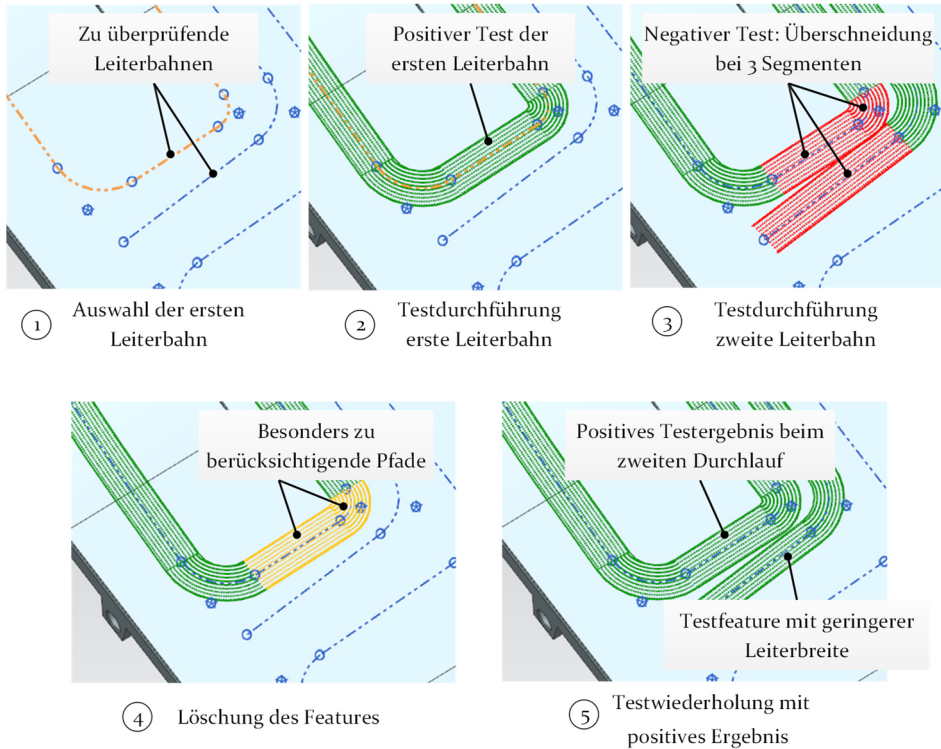 Zu überprüfende
Leiterbahnen
Positiver Test der
ersten Leiterbahn
Negativer Test: Überschneidung
bei 3 Segmenten
1 Auswahl der ersten
Leiterbahn
2 Testdurchführung
erste Leiterbahn
3 Testdurchführung
zweite Leiterbahn
Besonders zu
berücksichtigende Pfade
Positives Testergebnis beim
zweiten Durchlauf
Testfeature mit geringerer
Leiterbreite
4 Löschung des Features
5 Testwiederholung mit
positives Ergebnis